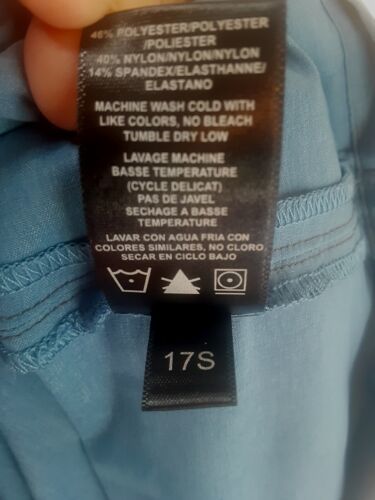 46% POLYESTER/POLYESTER
/POLIESTER
40% NYLON/NYLON/NYLON
14% SPANDEX/ELASTHANNE/
ELASTANO
MACHINE WASH COLD WITH
LIKE COLORS, NO BLEACH
TUMBLE DRY LOW
LAVAGE MACHINE
BASSE TEMPERATURE
(CYCLE DELICAT)
PAS DE JAVEL
SECHAGE A BASSE
TEMPERATURE
LAVAR CON AGUA FRIA CON
COLORES SIMILARES, NO CLORO
SECAR EN CICLO BAJO
17S